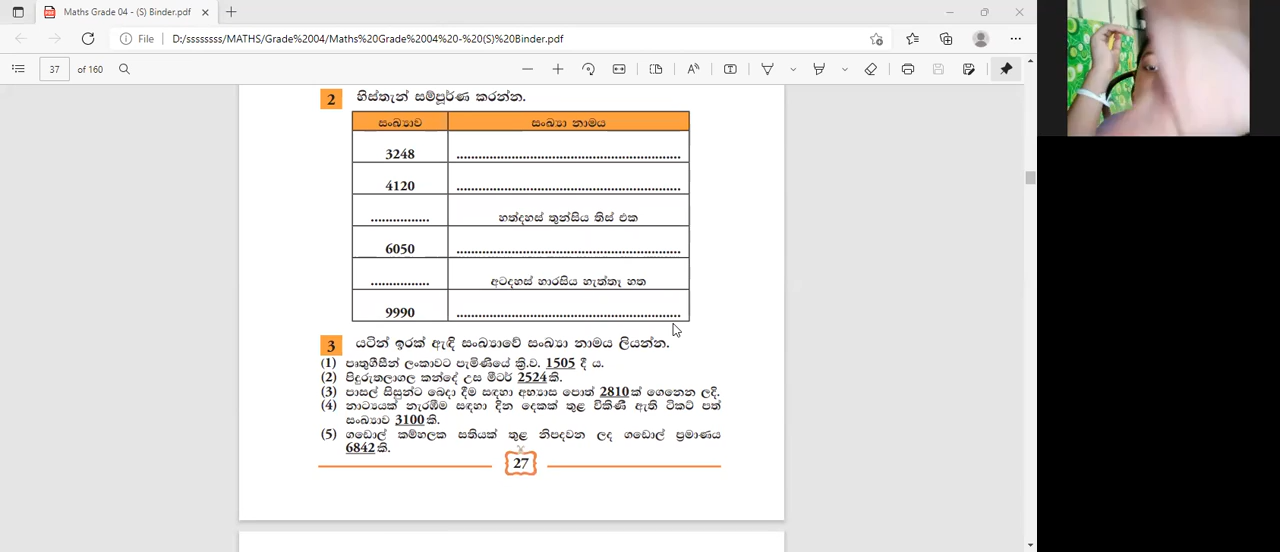 Maths Grade 04 - (S) Binder.pdf
File D:/ssssssss/MATHS/Grade%2004/Maths%20Grade%2004%20-%20(S)%20Binder.pdf
37 of 160
2 හිස්තැන් සම්පූර්ණ කරන්න.
සංඛ්‍යාව සංඛ්‍යා නාමය
3248 ..............................................................
4120 ..............................................................
................ හත්දහස් තුන්සිය තිස් එක
6050 ..............................................................
................ අටදහස් හාරසිය හැත්තෑ හත
9990 ..............................................................
3 යටින් ඉරක් ඇඳි සංඛ්‍යාවේ සංඛ්‍යා නාමය ලියන්න.
(1) පෘතුගීසීන් ලංකාවට පැමිණියේ ක්‍රි.ව. 1505 දී ය.
(2) පිදුරුතලාගල කන්දේ උස මීටර් 2524 කි.
(3) පාසල් සිසුන්ට බෙදා දීම සඳහා අභ්‍යාස පොත් 2810 ක් ගෙනෙන ලදි.
(4) නාට්‍යයක් නැරඹීම සඳහා දින දෙකක් තුළ විකිණී ඇති ටිකට් පත්
සංඛ්‍යාව 3100 කි.
(5) ගඩොල් කම්හලක සතියක් තුළ නිපදවන ලද ගඩොල් ප්‍රමාණය
6842 කි.
27